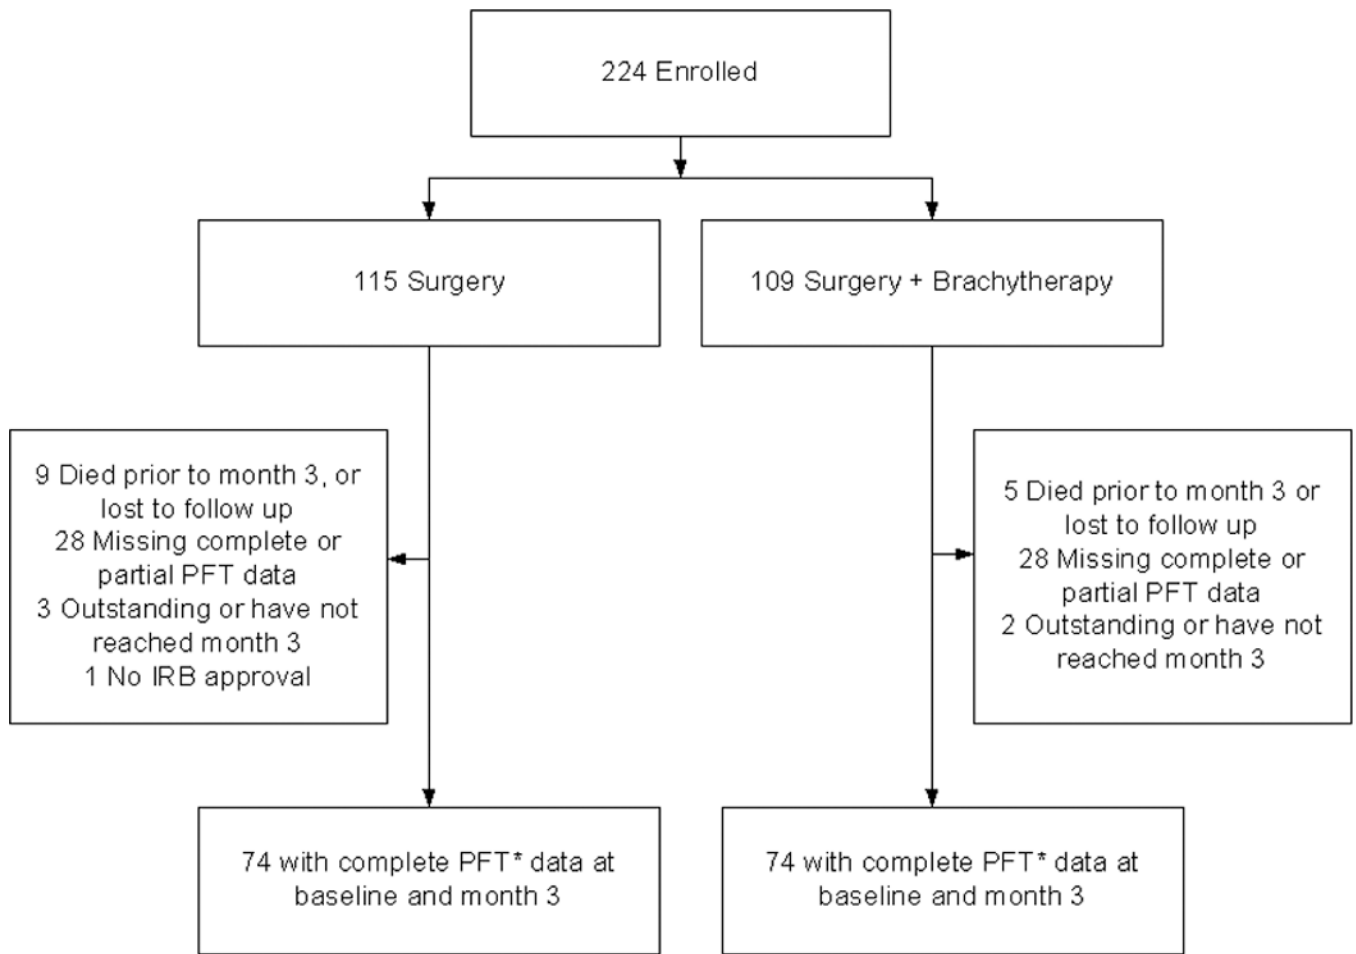 224 Enrolled
115 Surgery
109 Surgery + Brachytherapy
9 Died prior to month 3, or
lost to follow up
28 Missing complete or
partial PFT data
3 Outstanding or have not
reached month 3
1 No IRB approval
5 Died prior to month 3 or
lost to follow up
28 Missing complete or
partial PFT data
2 Outstanding or have not
reached month 3
74 with complete PFT* data at
baseline and month 3
74 with complete PFT* data at
baseline and month 3